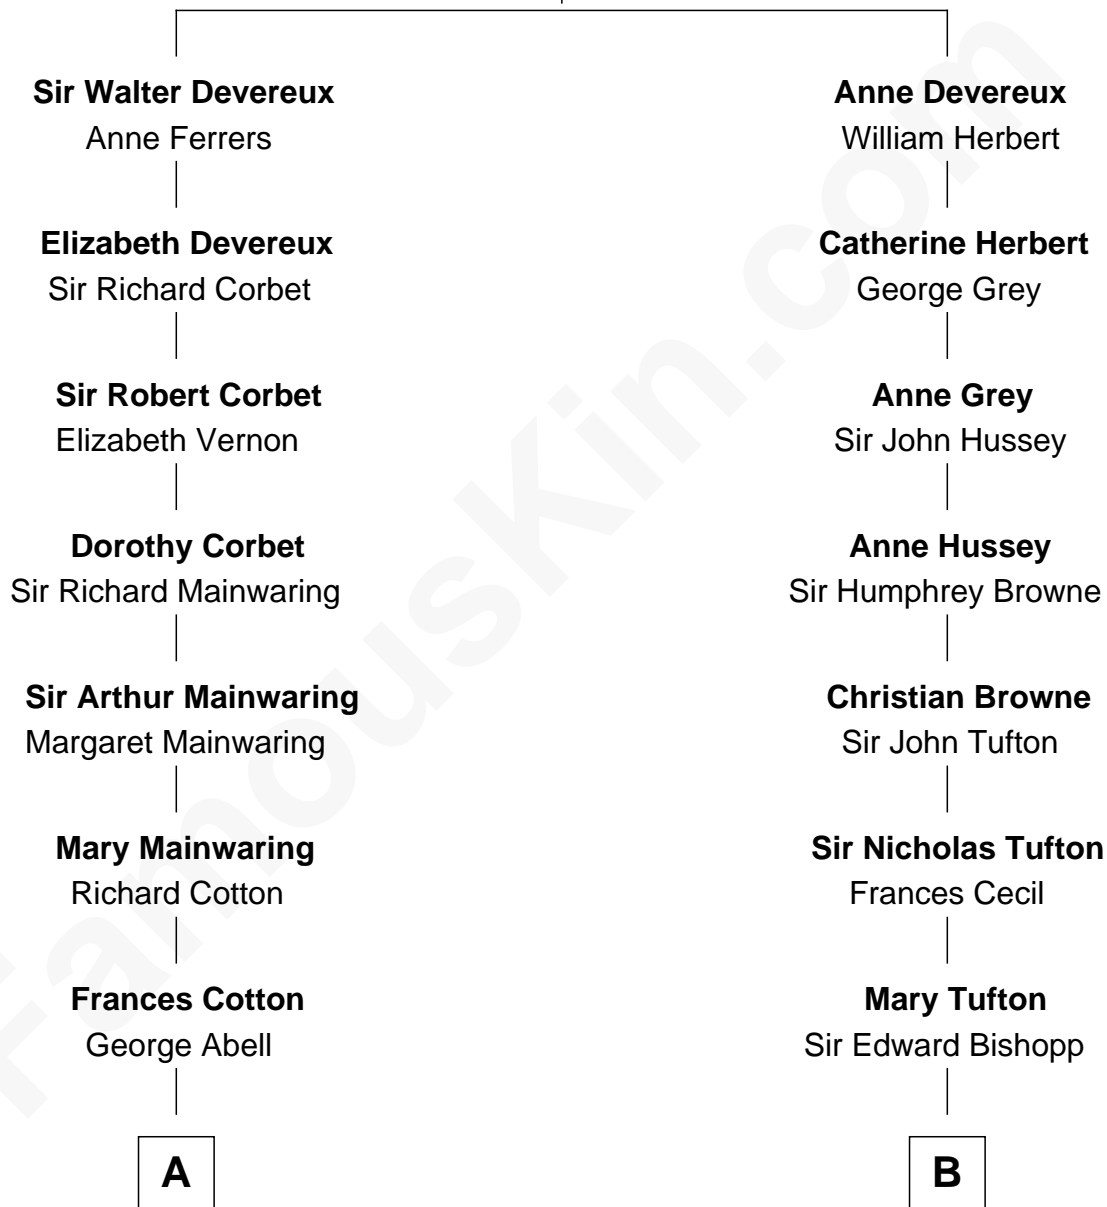 Sir Walter Devereux
Anne Ferrers
Elizabeth Devereux
Sir Richard Corbet
Sir Robert Corbet
Elizabeth Vernon
Dorothy Corbet
Sir Richard Mainwaring
Sir Arthur Mainwaring
Margaret Mainwaring
Mary Mainwaring
Richard Cotton
Frances Cotton
George Abell
A
Anne Devereux
William Herbert
Catherine Herbert
George Grey
Anne Grey
Sir John Hussey
Anne Hussey
Sir Humphrey Browne
Christian Browne
Sir John Tufton
Sir Nicholas Tufton
Frances Cecil
Mary Tufton
Sir Edward Bishopp
B
FamousKin.com